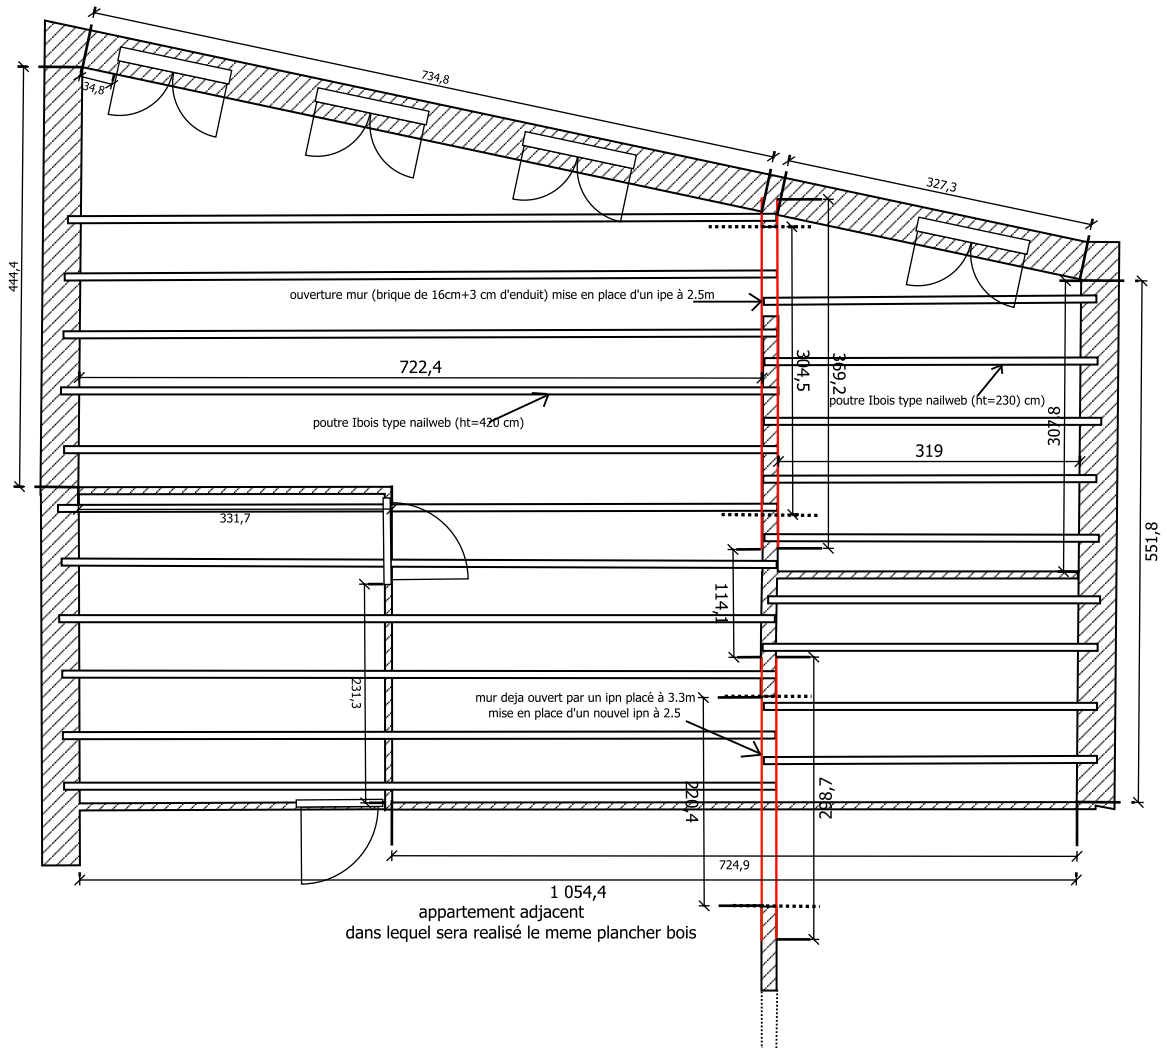 734,8
327,3
34,8
444,4
ouverture mur (brique de 16cm+3 cm d'enduit) mise en place d'un ipe à 2.5m
722,4
304,5
369,2
poutre Ibois type nailweb (ht=230) cm)
poutre Ibois type nailweb (ht=420 cm)
307,8
319
331,7
551,8
114,1
231,3
mur deja ouvert par un ipn placé à 3.3m
mise en place d'un nouvel ipn à 2.5
220,4
298,7
724,9
1 054,4
appartement adjacent
dans lequel sera realisé le meme plancher bois